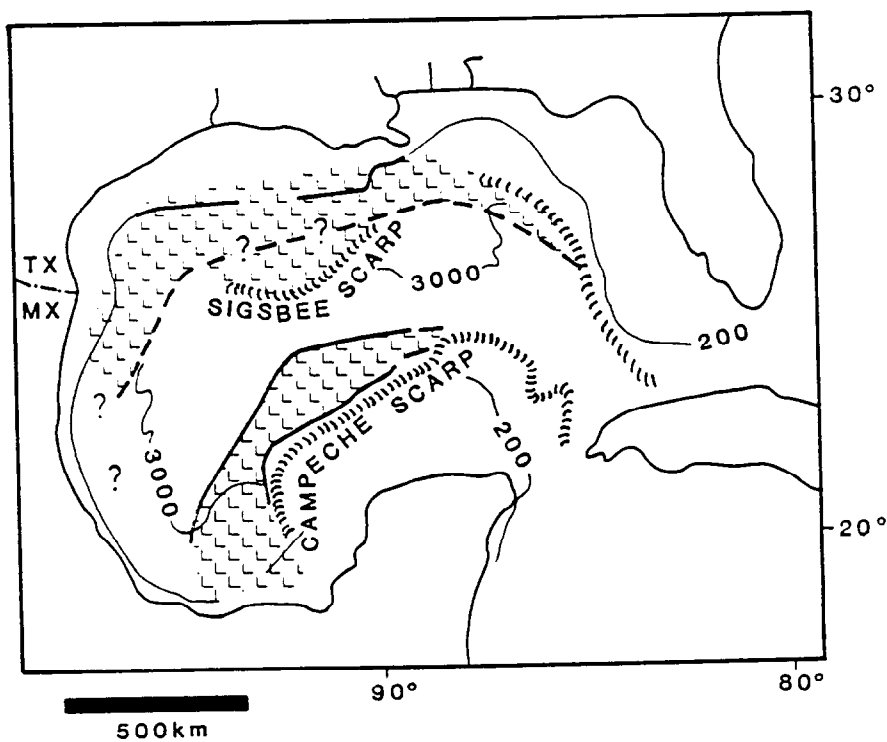 30°
TX
MX
?
?
SIGSBEE SCARP
3000
200
?
?
3000
CAMPECHE SCARP
200
20°
90°
80°
500km